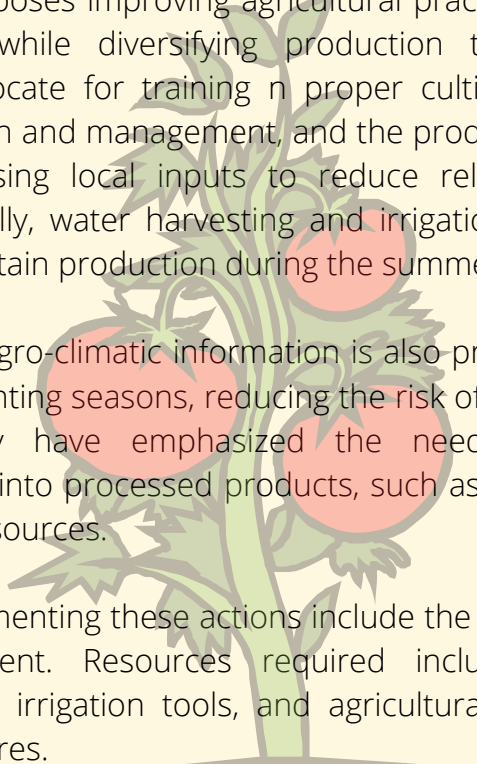 poses improving agricultural prac
while diversifying production t
ocate for training n proper culti
n and management, and the prod
sing local inputs to reduce rel
lly, water harvesting and irrigatio
tain production during the summe
gro-climatic information is also pr
nting seasons, reducing the risk of
y have emphasized the need
into processed products, such as
sources.
menting these actions include the
ent. Resources required inclu
irrigation tools, and agricultura
res.